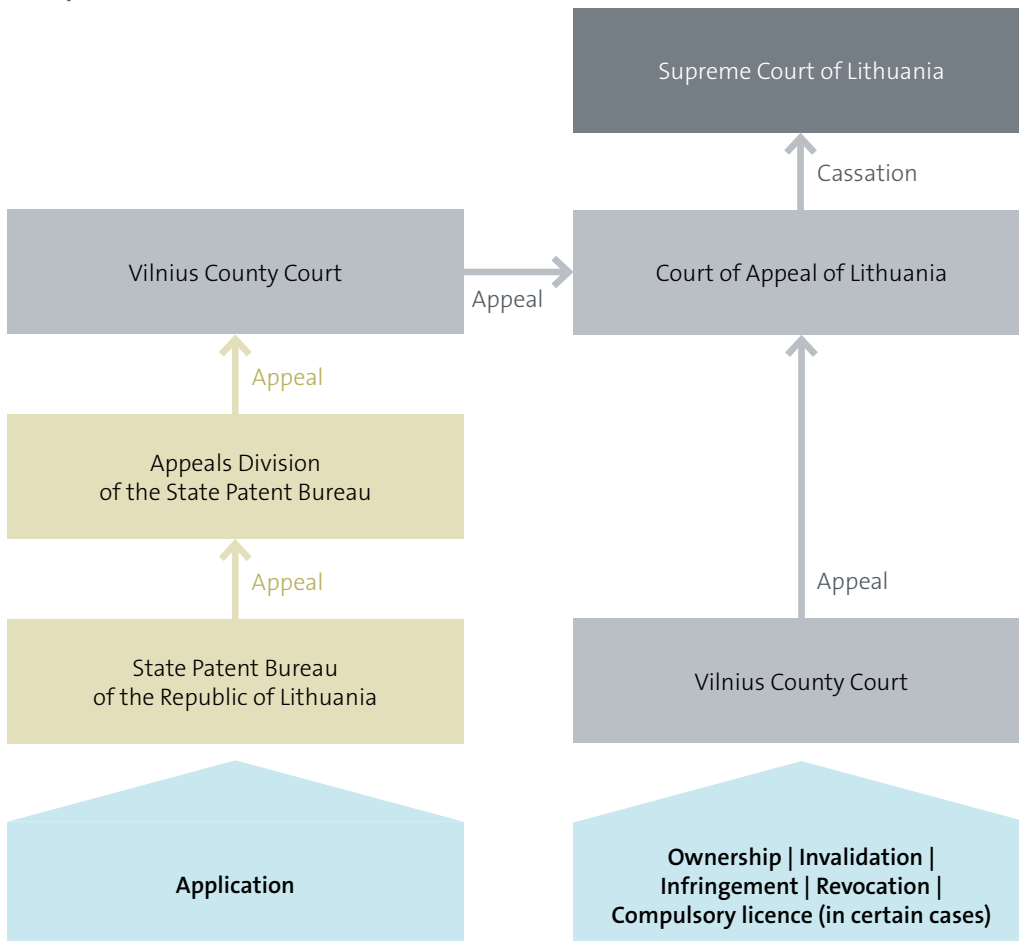 Supreme Court of Lithuania
Cassation
Vilnius County Court
Appeal
Court of Appeal of Lithuania
Appeal
Appeals Division
of the State Patent Bureau
Appeal
State Patent Bureau
of the Republic of Lithuania
Appeal
Vilnius County Court
Application
Ownership | Invalidation |
Infringement | Revocation |
Compulsory licence (in certain cases)